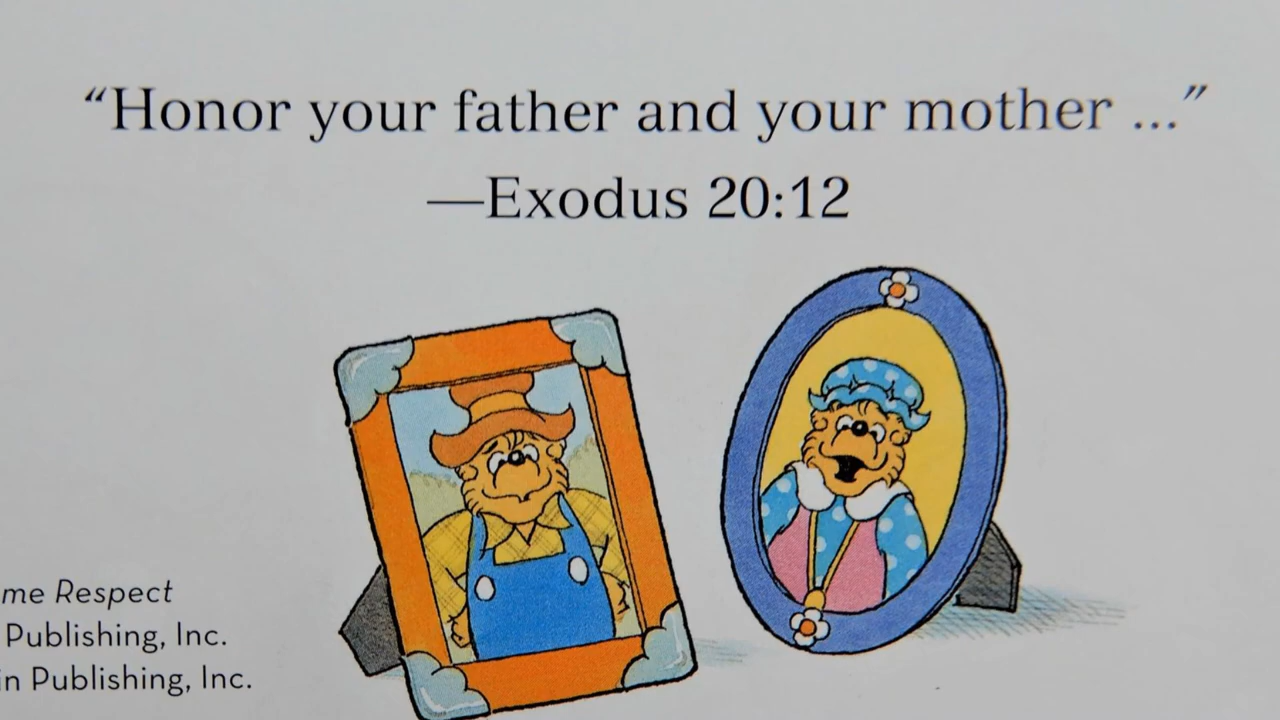 “Honor your father and your mother ...”
—Exodus 20:12
me Respect
Publishing, Inc.
in Publishing, Inc.